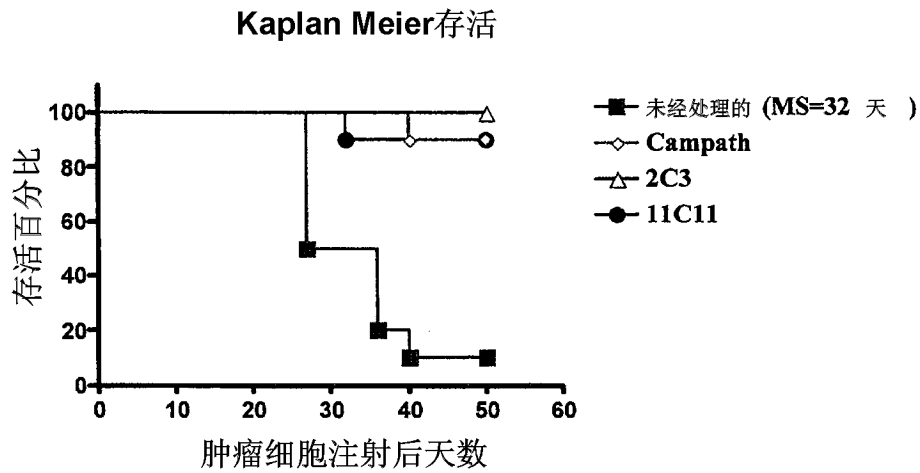 Kaplan Meier存活
存活百分比
100
80
60
40
20
0
0 10 20 30 40 50 60
肿瘤细胞注射后天数
未经处理的 (MS=32 天 )
Campath
2C3
11C11